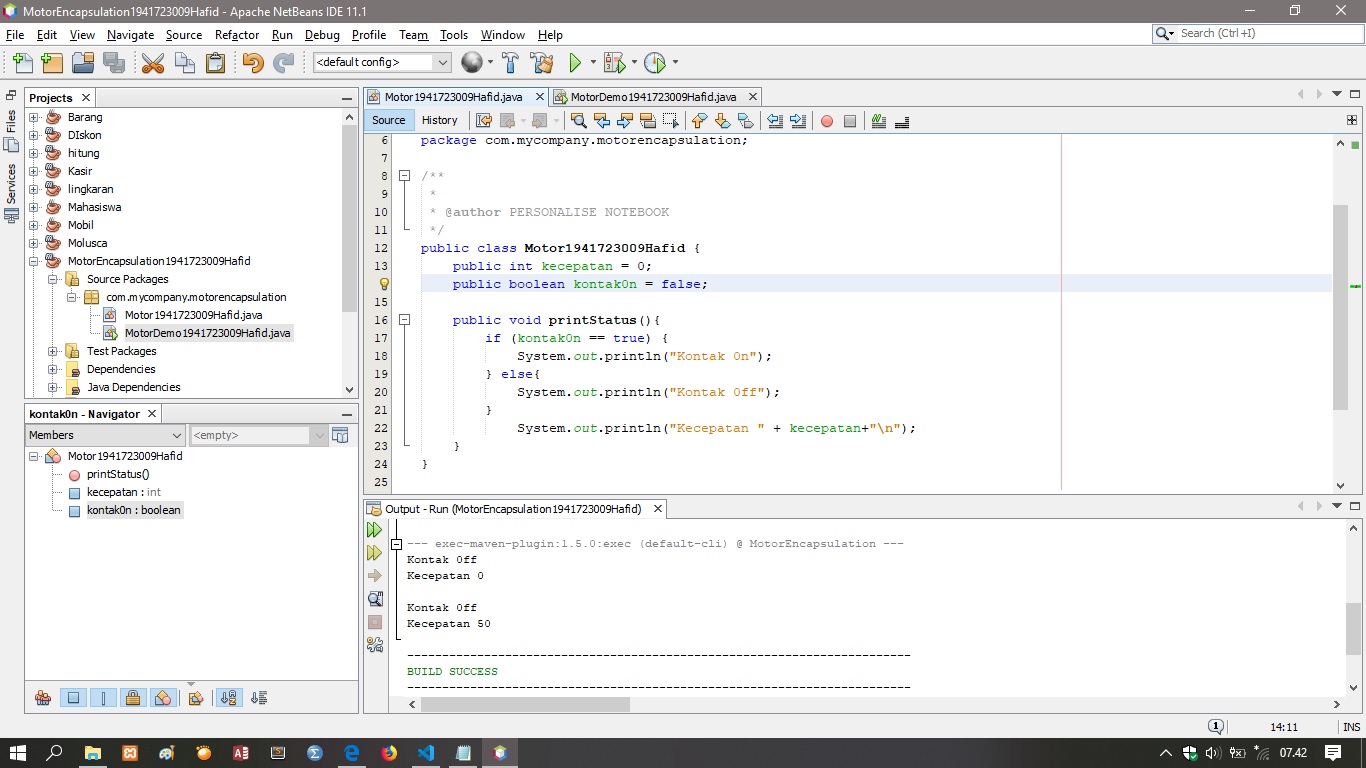 MotorEncapsulation1941723009Hafid - Apache NetBeans IDE 11.1
File Edit View Navigate Source Refactor Run Debug Profile Team Tools Window Help
Search (Ctrl+I)
<default config>
Files
Services
Projects
Barang
DIskon
hitung
Kasir
lingkaran
Mahasiswa
Mobil
Molusca
MotorEncapsulation1941723009Hafid
Source Packages
com.mycompany.motorencapsulation
Motor1941723009Hafid.java
MotorDemo1941723009Hafid.java
Test Packages
Dependencies
Java Dependencies
kontak0n - Navigator
Members <empty>
Motor1941723009Hafid
printStatus()
kecepatan : int
kontak0n : boolean
Motor1941723009Hafid.java MotorDemo1941723009Hafid.java
Source History
6 package com.mycompany.motorencapsulation;
7
8 /**
9 *
10 * @author PERSONALISE NOTEBOOK
11 */
12 public class Motor1941723009Hafid {
13 public int kecepatan = 0;
public boolean kontak0n = false;
15
16 public void printStatus(){
17 if (kontak0n == true) {
18 System.out.println("Kontak 0n");
19 } else{
20 System.out.println("Kontak 0ff");
21 }
22 System.out.println("Kecepatan " + kecepatan+"\n");
23 }
24 }
25
Output - Run (MotorEncapsulation1941723009Hafid)
--- exec-maven-plugin:1.5.0:exec (default-cli) @ MotorEncapsulation ---
Kontak 0ff
Kecepatan 0
Kontak 0ff
Kecepatan 50
------------------------------------------------------------------------
BUILD SUCCESS
------------------------------------------------------------------------
1 14:11 INS
07.42